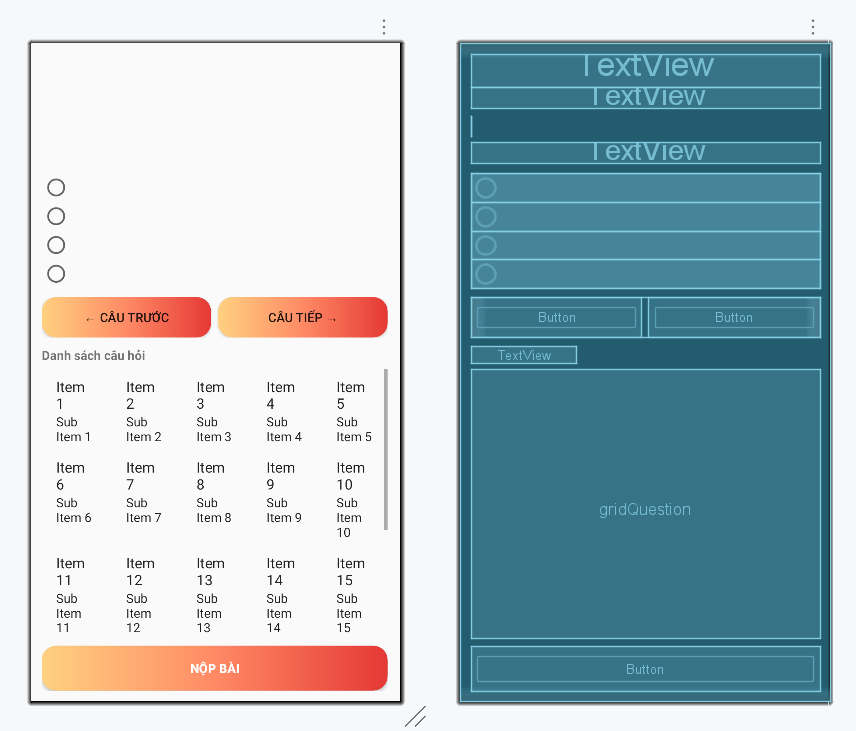 ← CÂU TRƯỚC
CÂU TIẾP →
Danh sách câu hỏi
Item 1
Sub Item 1
Item 2
Sub Item 2
Item 3
Sub Item 3
Item 4
Sub Item 4
Item 5
Sub Item 5
Item 6
Sub Item 6
Item 7
Sub Item 7
Item 8
Sub Item 8
Item 9
Sub Item 9
Item 10
Sub Item 10
Item 11
Sub Item 11
Item 12
Sub Item 12
Item 13
Sub Item 13
Item 14
Sub Item 14
Item 15
Sub Item 15
NỘP BÀI
TextView
TextView
TextView
Button
Button
TextView
gridQuestion
Button